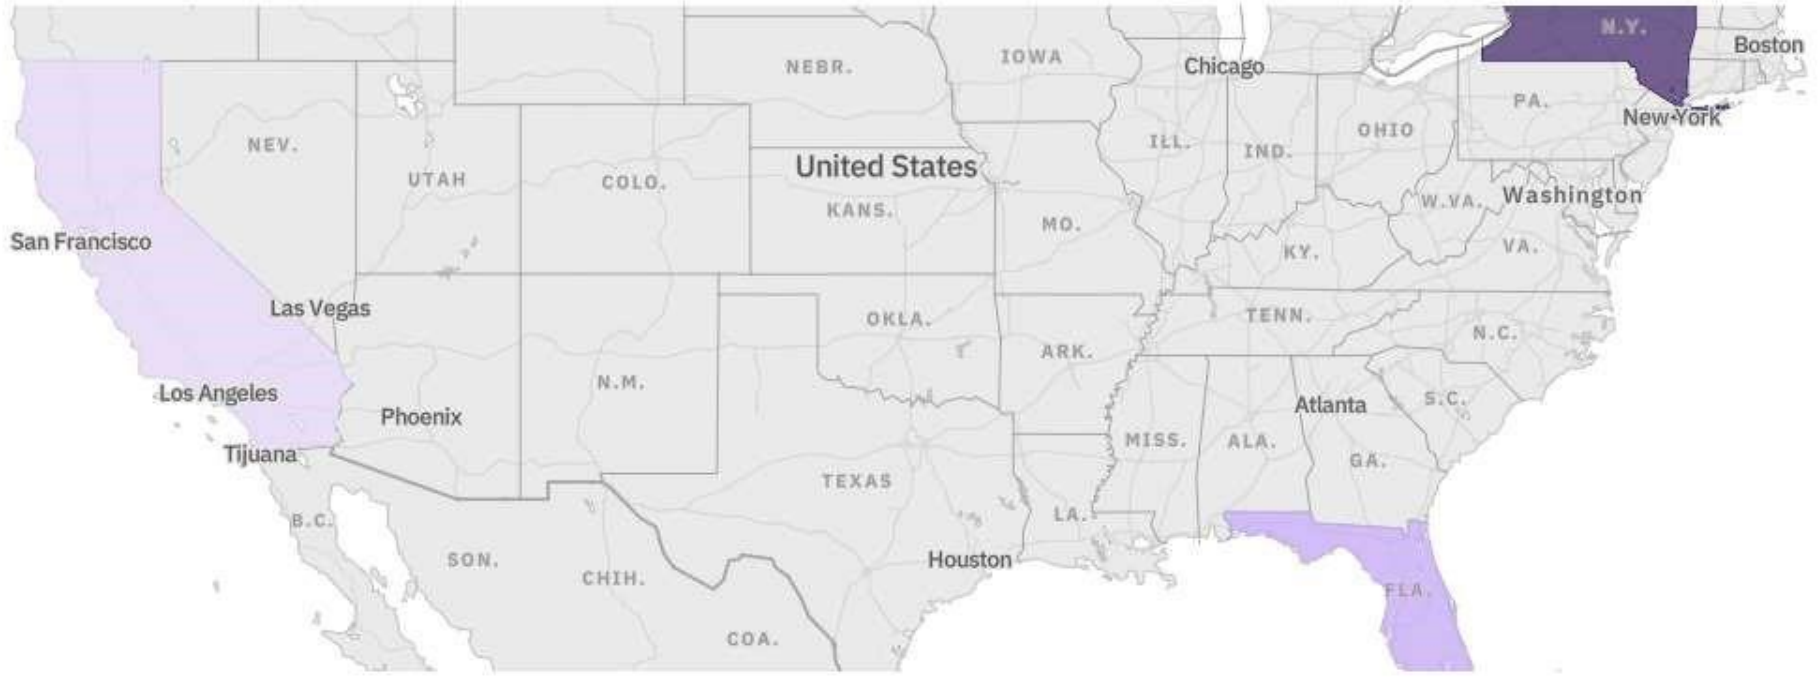 N.Y.
Boston
IOWA
Chicago
NEBR.
PA.
New York
OHIO
NEV.
ILL.
IND.
United States
UTAH
COLO.
Washington
W.VA.
KANS.
MO.
San Francisco
KY.
VA.
Las Vegas
TENN.
OKLA.
N.C.
ARK.
N.M.
Los Angeles
S.C.
Atlanta
Phoenix
MISS.
ALA.
Tijuana
GA.
TEXAS
LA.
B.C.
SON.
Houston
CHIH.
FLA.
COA.